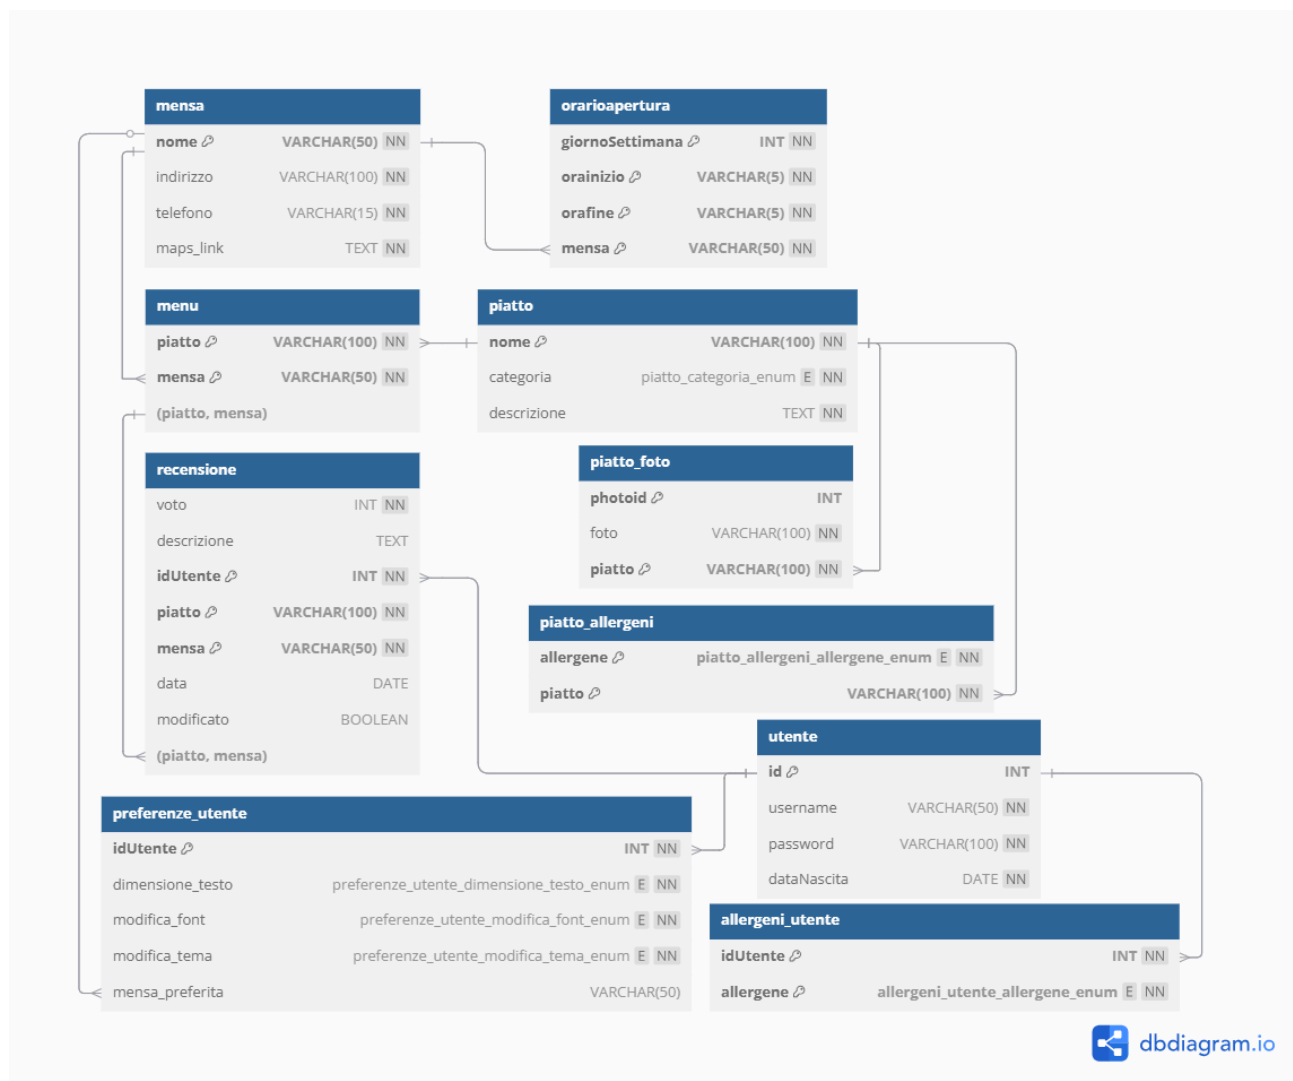 mensa
nome VARCHAR(50) NN
indirizzo VARCHAR(100) NN
telefono VARCHAR(15) NN
maps_link TEXT NN
orarioapertura
giornoSettimana INT NN
orainizio VARCHAR(5) NN
orafine VARCHAR(5) NN
mensa VARCHAR(50) NN
menu
piatto VARCHAR(100) NN
mensa VARCHAR(50) NN
(piatto, mensa)
piatto
nome VARCHAR(100) NN
categoria piatto_categoria_enum E NN
descrizione TEXT NN
recensione
voto INT NN
descrizione TEXT
idUtente INT NN
piatto VARCHAR(100) NN
mensa VARCHAR(50) NN
data DATE
modificato BOOLEAN
(piatto, mensa)
piatto_foto
photoid INT
foto VARCHAR(100) NN
piatto VARCHAR(100) NN
piatto_allergeni
allergene piatto_allergeni_allergene_enum E NN
piatto VARCHAR(100) NN
utente
id INT
username VARCHAR(50) NN
password VARCHAR(100) NN
dataNascita DATE NN
preferenze_utente
idUtente INT NN
dimensione_testo preferenze_utente_dimensione_testo_enum E NN
modifica_font preferenze_utente_modifica_font_enum E NN
modifica_tema preferenze_utente_modifica_tema_enum E NN
mensa_preferita VARCHAR(50)
allergeni_utente
idUtente INT NN
allergene allergeni_utente_allergene_enum E NN
dbdiagram.io